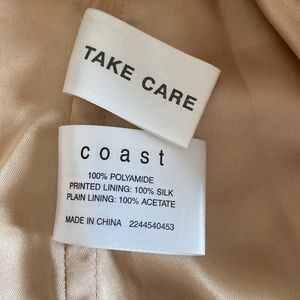 TAKE CARE
coast
100% POLYAMIDE
PRINTED LINING: 100% SILK
PLAIN LINING: 100% ACETATE
MADE IN CHINA 2244540453